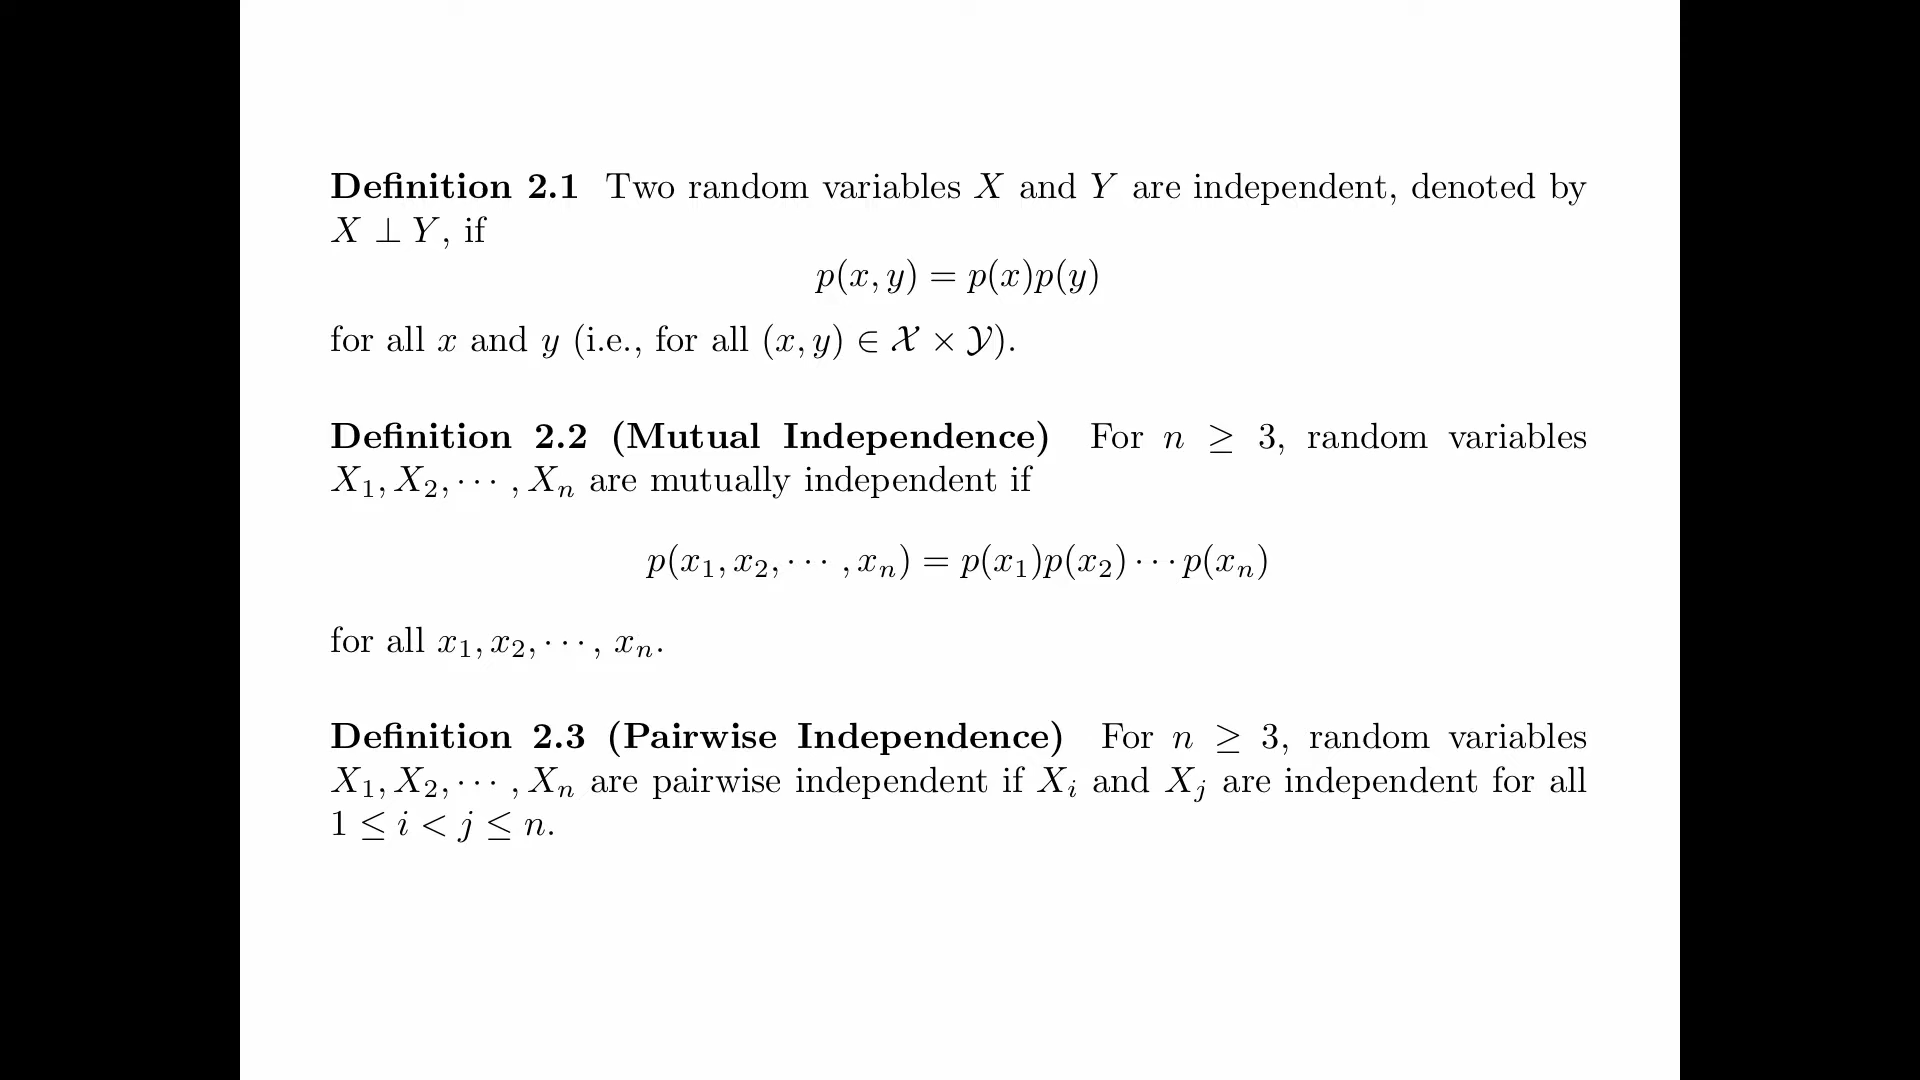 Definition 2.1 Two random variables X and Y are independent, denoted by
X ⊥ Y, if
p(x, y) = p(x)p(y)
for all x and y (i.e., for all (x, y) ∈ 𝒳 × 𝒴).
Definition 2.2 (Mutual Independence) For n ≥ 3, random variables
X₁, X₂, ⋯ , Xₙ are mutually independent if
p(x₁, x₂, ⋯ , xₙ) = p(x₁)p(x₂) ⋯ p(xₙ)
for all x₁, x₂, ⋯ , xₙ.
Definition 2.3 (Pairwise Independence) For n ≥ 3, random variables
X₁, X₂, ⋯ , Xₙ are pairwise independent if Xᵢ and Xⱼ are independent for all
1 ≤ i < j ≤ n.